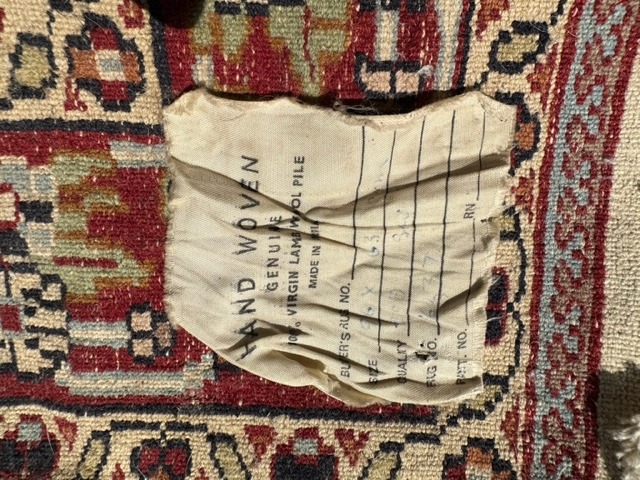 HAND WOVEN
GENUINE
100% VIRGIN LAMB WOOL PILE
MADE IN
BUYER'S RUG NO.
SIZE
QUALITY
RUG NO.
PATT. NO. RN